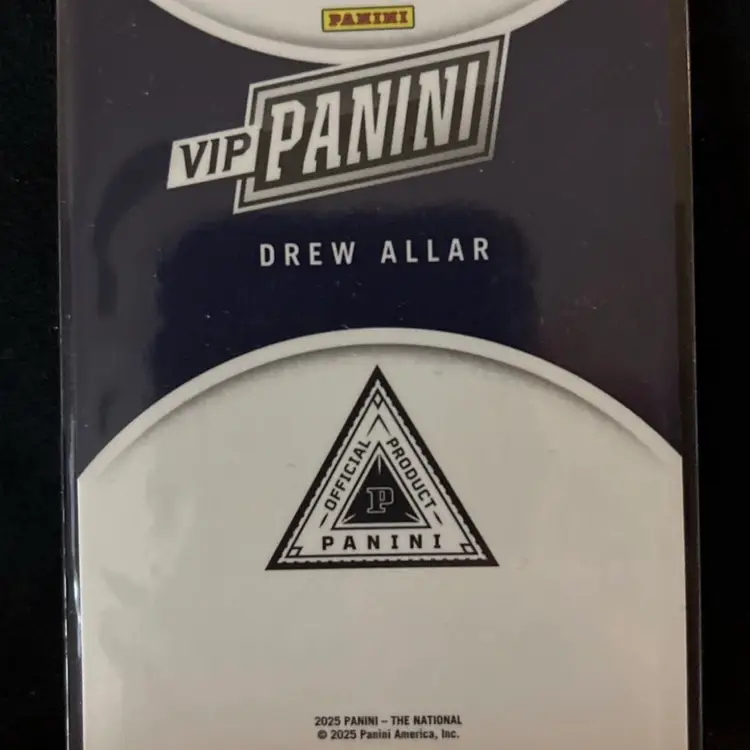 PANINI
VIP PANINI
DREW ALLAR
OFFICIAL PRODUCT
P
PANINI
2025 PANINI – THE NATIONAL
© 2025 Panini America, Inc.